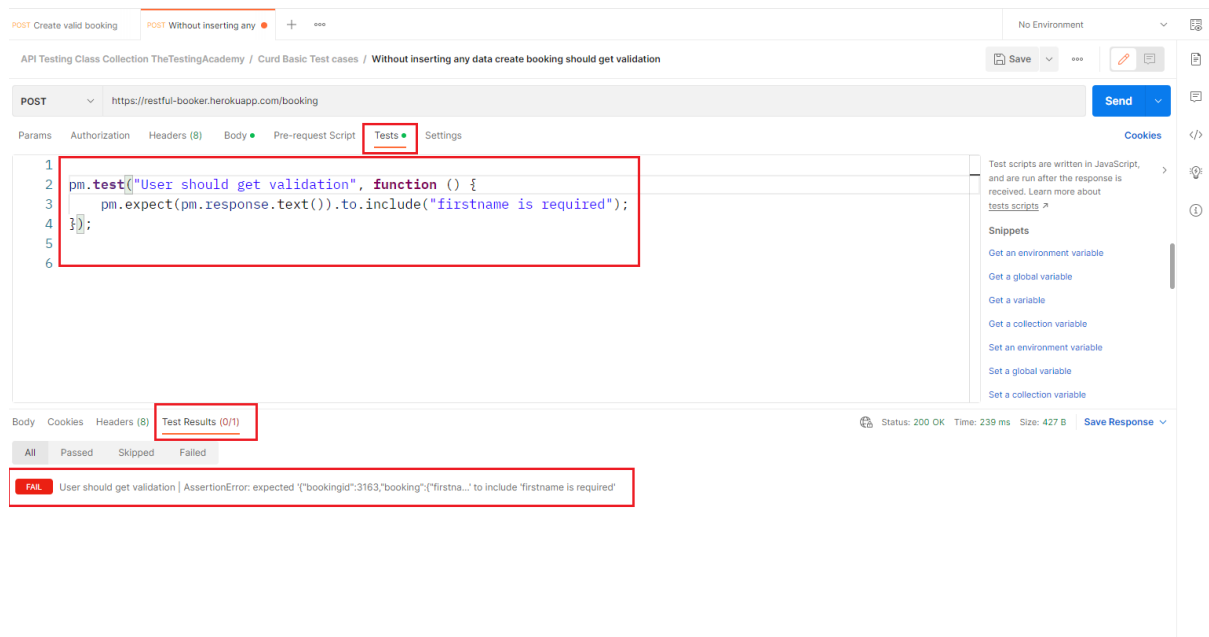 POST Create valid booking
POST Without inserting any
No Environment
API Testing Class Collection TheTestingAcademy / Curd Basic Test cases / Without inserting any data create booking should get validation
Save
POST
https://restful-booker.herokuapp.com/booking
Send
Params Authorization Headers (8) Body Pre-request Script Tests Settings
Cookies
1
2 pm.test("User should get validation", function () {
3 pm.expect(pm.response.text()).to.include("firstname is required");
4 });
5
6
Test scripts are written in JavaScript,
and are run after the response is
received. Learn more about
tests scripts ↗
Snippets
Get an environment variable
Get a global variable
Get a variable
Get a collection variable
Set an environment variable
Set a global variable
Set a collection variable
Body Cookies Headers (8) Test Results (0/1)
Status: 200 OK Time: 239 ms Size: 427 B Save Response
All Passed Skipped Failed
FAIL User should get validation | AssertionError: expected '{"bookingid":3163,"booking":{"firstna...' to include 'firstname is required'